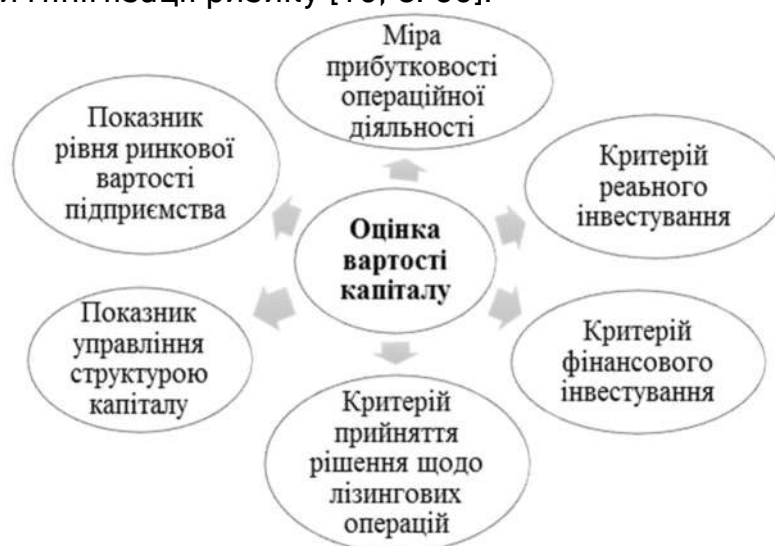 ризику
Міра
прибутковості
операційної
діяльності
Показник
рівня ринкової
вартості
підприємства
Критерій
реаьного
інвестування
Оцінка
вартості
капіталу
Показник
управління
структурою
капіталу
Критерій
фінансового
інвестування
Критерій
прийняття
рішення щодо
лізингових
операцій